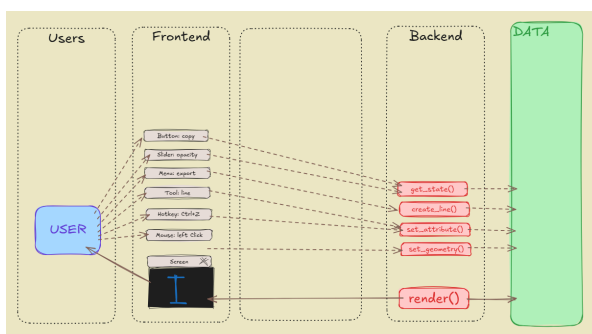 Users
Frontend
Backend
DATA
Button: copy
Slider: opacity
Menu: export
Tool: line
Hotkey: Ctrl+Z
Mouse: left Click
USER
Screen
get_state()
create_line()
set_attribute()
set_geometry()
render()